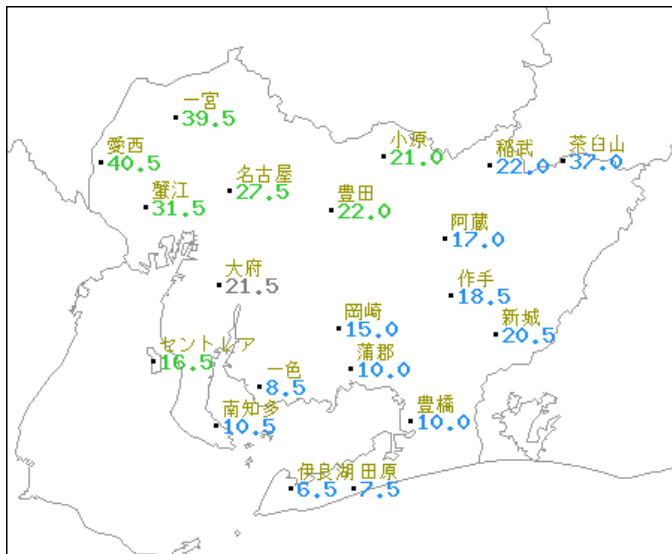 一宮
39.5
愛西
40.5
小原
21.0
稲武
22.0
茶臼山
37.0
蟹江
31.5
名古屋
27.5
豊田
22.0
阿蔵
17.0
大府
21.5
作手
18.5
岡崎
15.0
新城
20.5
セントレア
16.5
一色
8.5
蒲郡
10.0
南知多
10.5
豊橋
10.0
伊良湖
6.5
田原
7.5